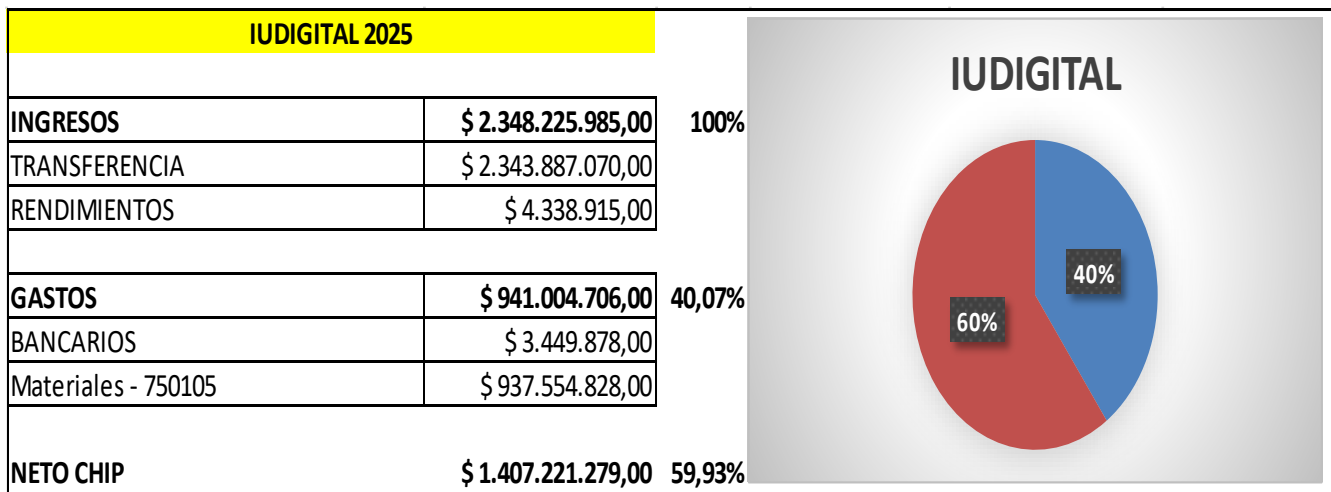 IUDIGITAL 2025
INGRESOS $ 2.348.225.985,00 100%
TRANSFERENCIA $ 2.343.887.070,00
RENDIMIENTOS $ 4.338.915,00
GASTOS $ 941.004.706,00 40,07%
BANCARIOS $ 3.449.878,00
Materiales - 750105 $ 937.554.828,00
NETO CHIP $ 1.407.221.279,00 59,93%
IUDIGITAL
40%
60%